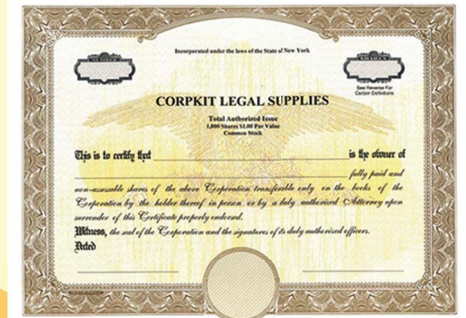 Incorporated under the laws of the State of New York
NUMBER
SHARES
See Reverse For
Certain Definitions
CORPKIT LEGAL SUPPLIES
Total Authorized Issue
1,000 Shares $1.00 Par Value
Common Stock
This is to certify that is the owner of
fully paid and
non-assessable shares of the above Corporation transferable only on the books of the
Corporation by the holder thereof in person or by a duly authorized Attorney upon
surrender of this Certificate properly endorsed.
Witness, the seal of the Corporation and the signatures of its duly authorized officers.
Dated